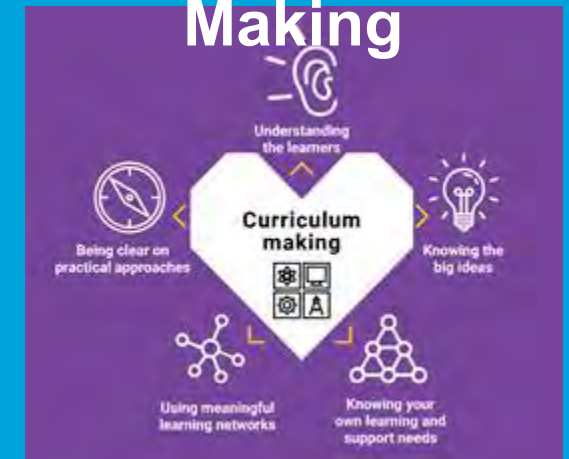 Making
Understanding
the learners
Curriculum
making
Being clear on
practical approaches
Knowing the
big ideas
Using meaningful
learning networks
Knowing your
own learning and
support needs